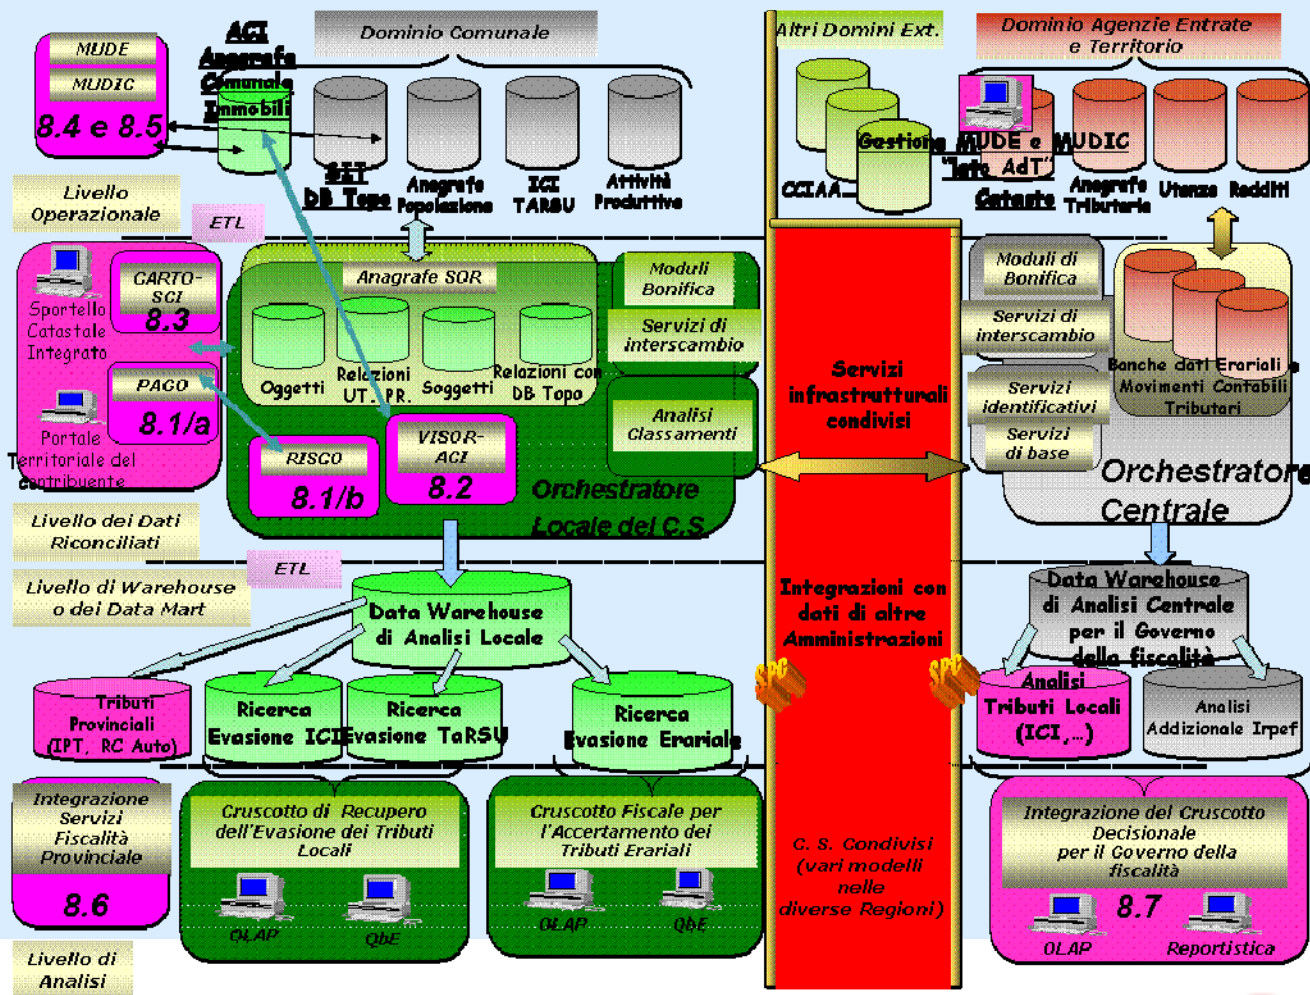 MUDE
MUDIC
8.4 e 8.5
ACI
Anagrafe
Comunale
Immobili
Dominio Comunale
SIT
DB Topo
Anagrafe
Popolazione
ICI
TARSU
Attività
Produttive
Altri Domini Ext.
CCIAA
Dominio Agenzie Entrate
e Territorio
Gestione MUDE e MUDIC
"lato AdT"
Catasto
Anagrafe
Tributaria
Utenze
Redditi
Livello
Operazionale
ETL
Sportello
Catastale
Integrato
CARTO-
SCI
8.3
PAGO
8.1/a
Portale
Territoriale del
contribuente
Anagrafe SOR
Oggetti
Relazioni
UT. PR.
Soggetti
Relazioni con
DB Topo
RISCO
8.1/b
VISOR-
ACI
8.2
Moduli
Bonifica
Servizi di
interscambio
Analisi
Classamenti
Orchestratore
Locale del C.S.
Servizi
infrastrutturali
condivisi
Moduli di
Bonifica
Servizi di
interscambio
Servizi
identificativi
Servizi
di base
Banche dati Erariali e
Movimenti Contabili
Tributari
Orchestratore
Centrale
Livello dei Dati
Riconciliati
ETL
Livello di Warehouse
o dei Data Mart
Data Warehouse
di Analisi Locale
Integrazioni con
dati di altre
Amministrazioni
SPC
SPC
Data Warehouse
di Analisi Centrale
per il Governo
della fiscalità
Tributi
Provinciali
(IPT, RC Auto)
Ricerca
Evasione ICI
Ricerca
Evasione TaRSU
Ricerca
Evasione Erariale
Analisi
Tributi Locali
(ICI,…)
Analisi
Addizionale Irpef
Integrazione
Servizi
Fiscalità
Provinciale
8.6
Cruscotto di Recupero
dell'Evasione dei Tributi
Locali
OLAP
QbE
Cruscotto Fiscale per
l'Accertamento dei
Tributi Erariali
OLAP
QbE
C. S. Condivisi
(vari modelli
nelle
diverse Regioni)
Integrazione del Cruscotto
Decisionale
per il Governo della
fiscalità
8.7
OLAP
Reportistica
Livello di
Analisi